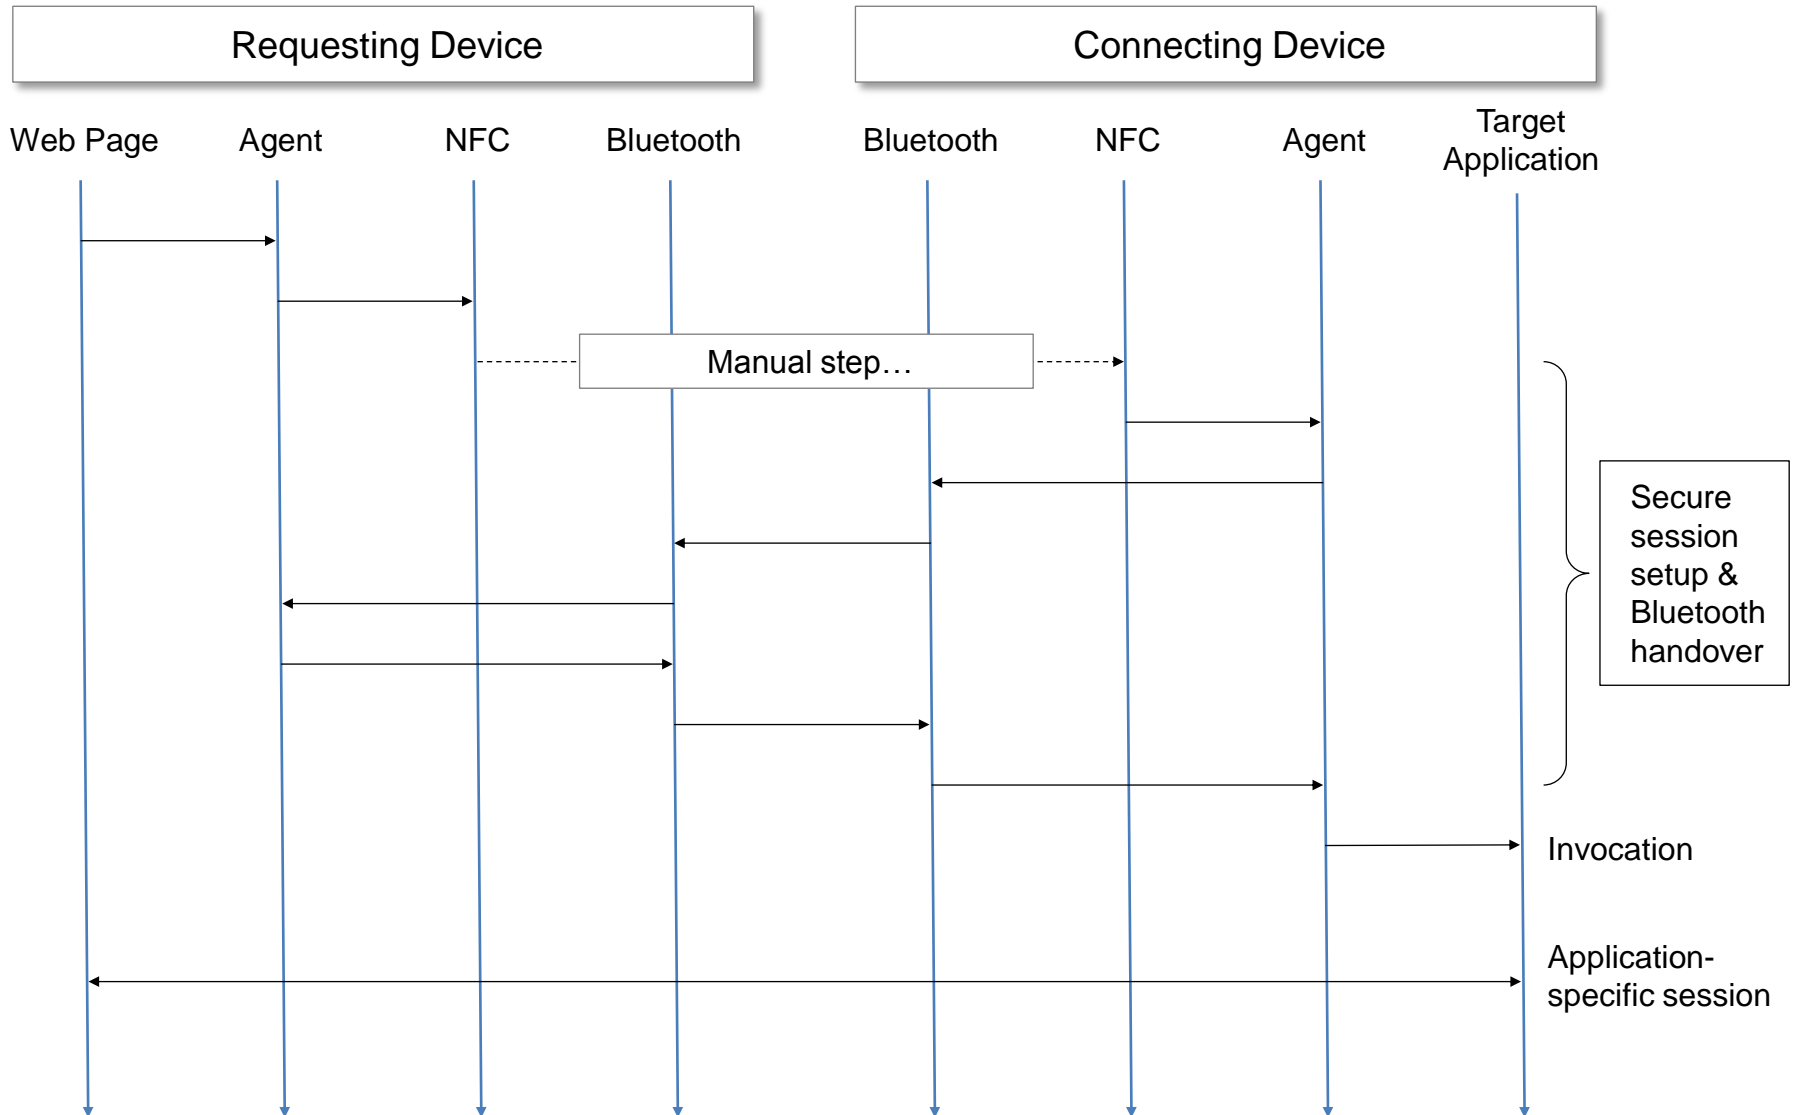 Requesting Device
Connecting Device
Web Page
Agent
NFC
Bluetooth
Bluetooth
NFC
Agent
Target
Application
Manual step…
Secure
session
setup &
Bluetooth
handover
Invocation
Application-
specific session